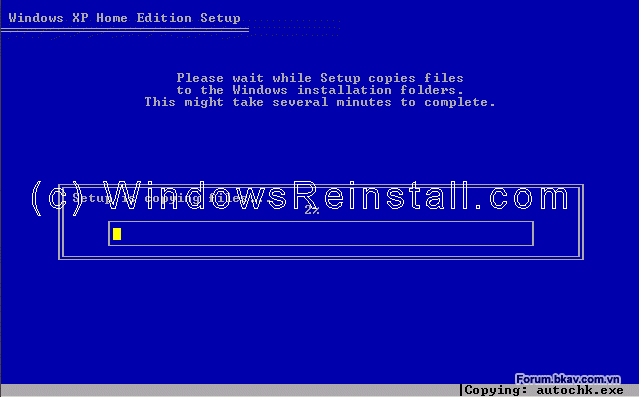 Windows XP Home Edition Setup
Please wait while Setup copies files
to the Windows installation folders.
This might take several minutes to complete.
Setup is copying files...
(c) WindowsReinstall.com
2%
Forum.bkav.com.vn
Copying: autochk.exe